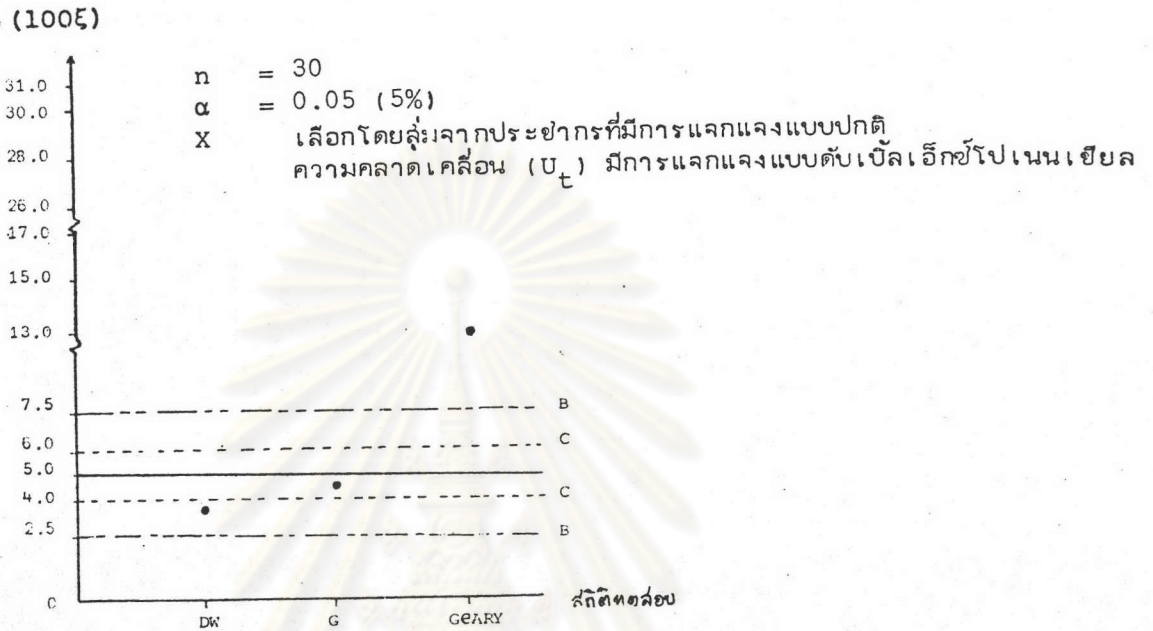 (100ξ)
n = 30
α = 0.05 (5%)
X เลือกโดยสุ่มจากประชากรที่มีการแจกแจงแบบปกติ
ความคลาดเคลื่อน (U_t) มีการแจกแจงแบบดับเบิ้ลเอ็กซ์โปเนนเชียล
31.0
30.0
28.0
26.0
17.0
15.0
13.0
7.5 B
6.0 C
5.0
4.0 C
2.5 B
0 สถิติทดสอบ
DW G GEARY